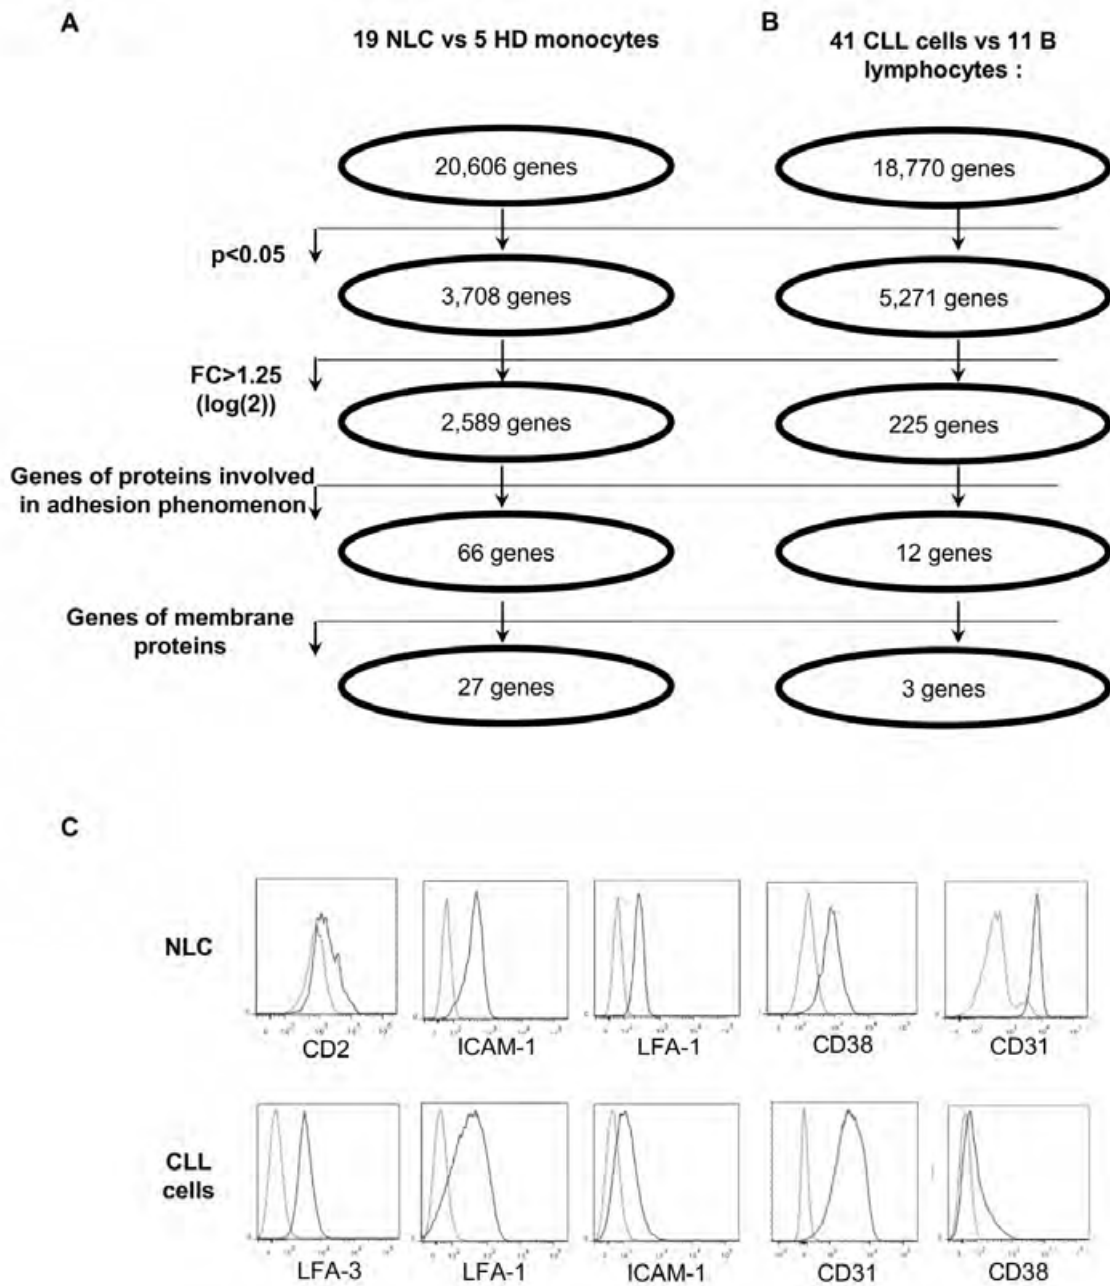 A
19 NLC vs 5 HD monocytes
B
41 CLL cells vs 11 B
lymphocytes :
20,606 genes
18,770 genes
p<0.05
3,708 genes
5,271 genes
FC>1.25
(log(2))
2,589 genes
225 genes
Genes of proteins involved
in adhesion phenomenon
66 genes
12 genes
Genes of membrane
proteins
27 genes
3 genes
C
NLC
CD2
ICAM-1
LFA-1
CD38
CD31
CLL
cells
LFA-3
LFA-1
ICAM-1
CD31
CD38